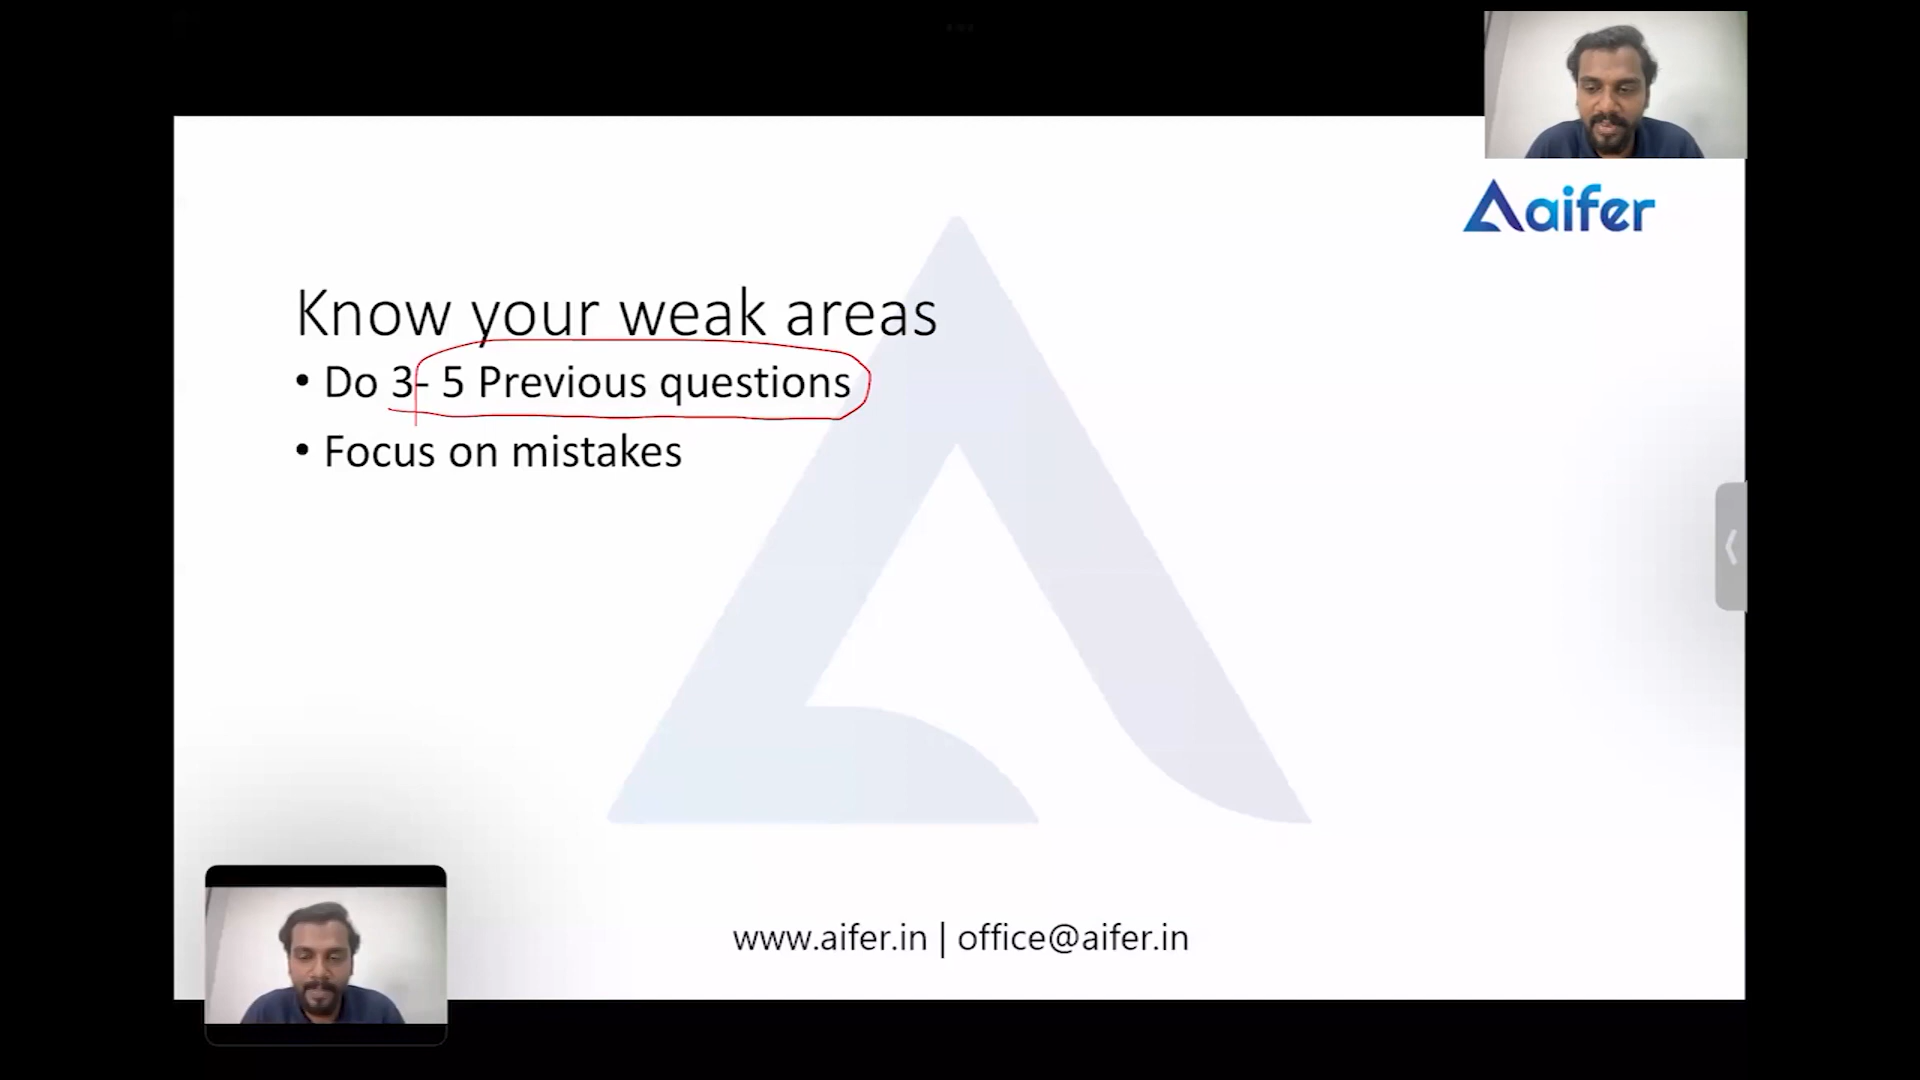 aifer
Know your weak areas
• Do 3- 5 Previous questions
• Focus on mistakes
www.aifer.in | office@aifer.in